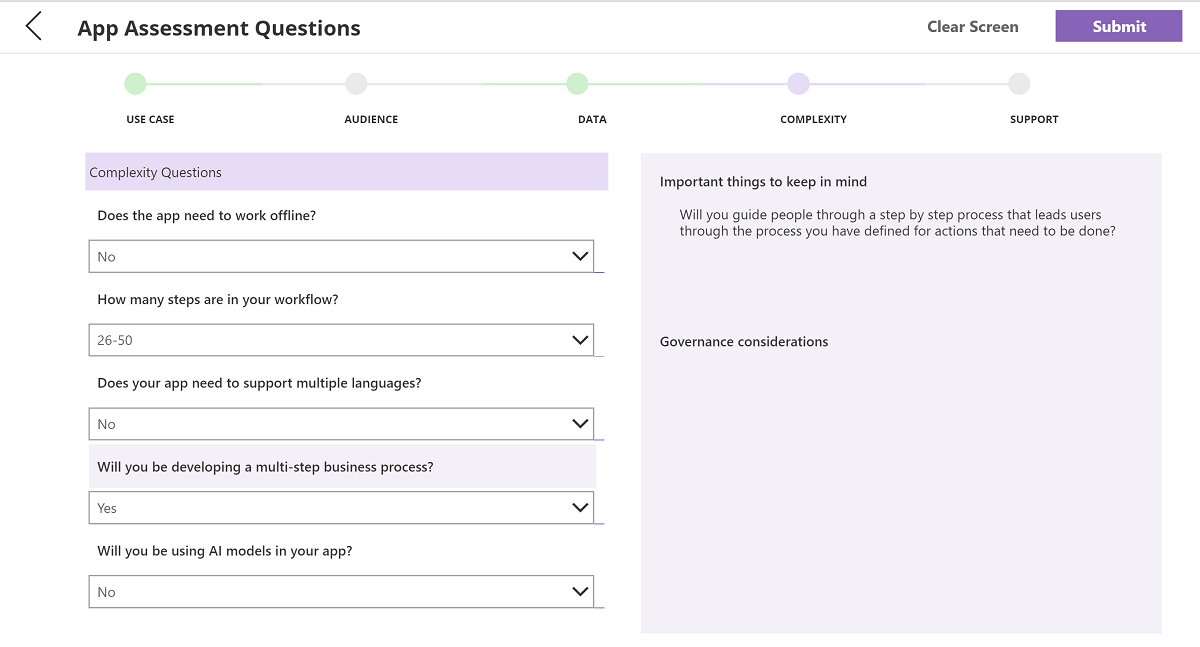 App Assessment Questions
Clear Screen
Submit
USE CASE
AUDIENCE
DATA
COMPLEXITY
SUPPORT
Complexity Questions
Does the app need to work offline?
No
How many steps are in your workflow?
26-50
Does your app need to support multiple languages?
No
Will you be developing a multi-step business process?
Yes
Will you be using AI models in your app?
No
Important things to keep in mind
Will you guide people through a step by step process that leads users
through the process you have defined for actions that need to be done?
Governance considerations